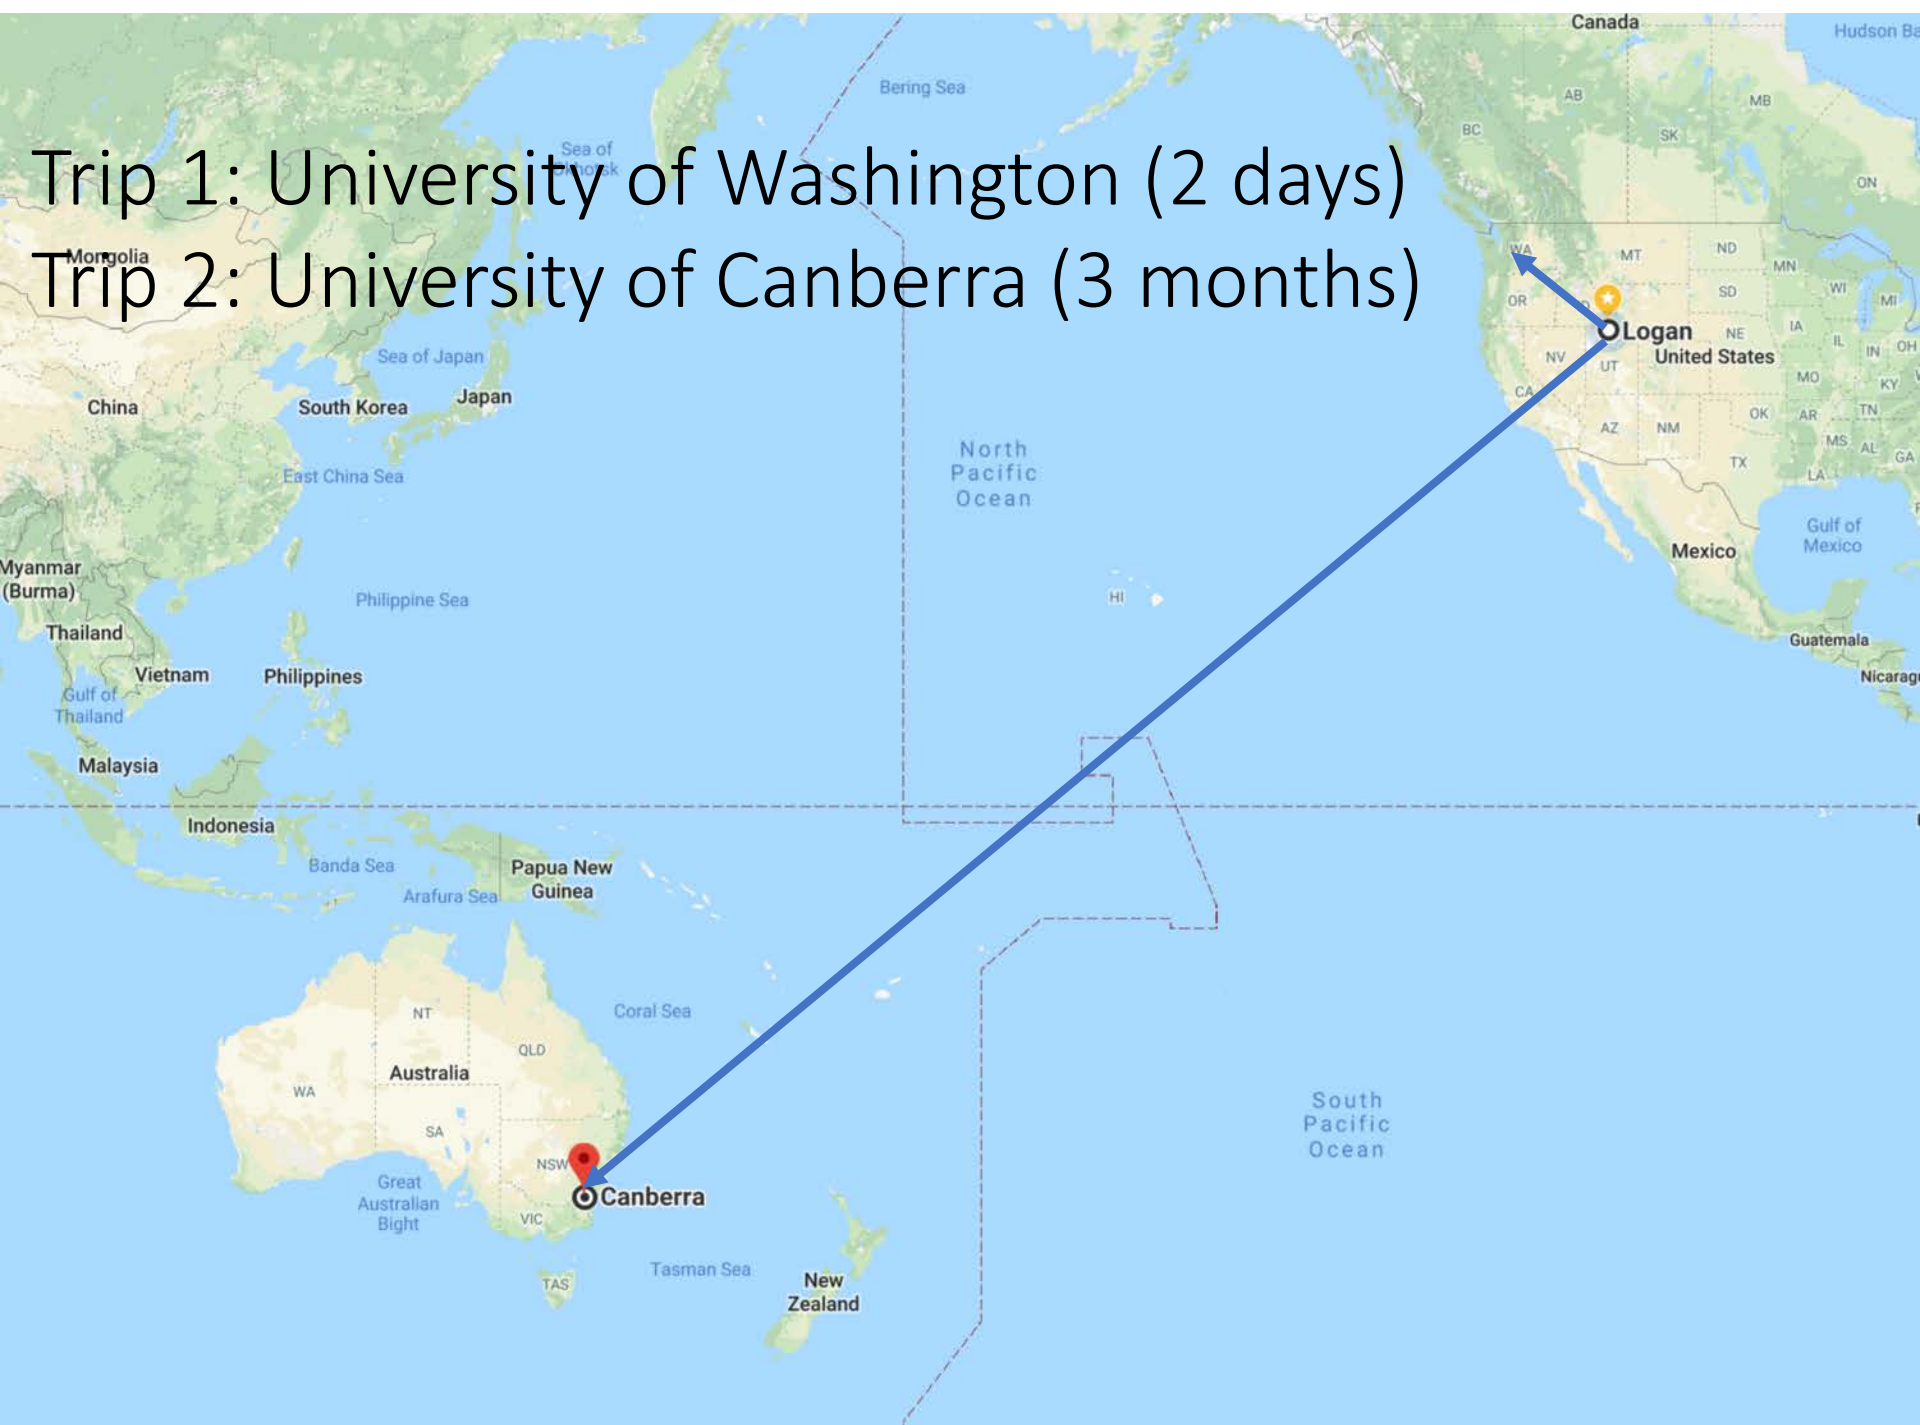 Canada
Hudson Ba
Bering Sea
AB
MB
BC
SK
Sea of
Okhotsk
Trip 1: University of Washington (2 days)
ON
Mongolia
Trip 2: University of Canberra (3 months)
WA
MT
ND
MN
OR
SD
WI
MI
Logan
NE
IA
IL
IN
OH
United States
NV
UT
Sea of Japan
MO
KY
CA
Japan
China
South Korea
OK
AR
TN
AZ
NM
MS
AL
GA
North
Pacific
Ocean
TX
LA
East China Sea
Gulf of
Mexico
Mexico
Myanmar
(Burma)
Philippine Sea
HI
Thailand
Guatemala
Vietnam
Philippines
Nicarag
Gulf of
Thailand
Malaysia
Indonesia
Banda Sea
Papua New
Guinea
Arafura Sea
NT
Coral Sea
QLD
Australia
WA
South
Pacific
Ocean
SA
NSW
Great
Australian
Bight
Canberra
VIC
Tasman Sea
TAS
New
Zealand